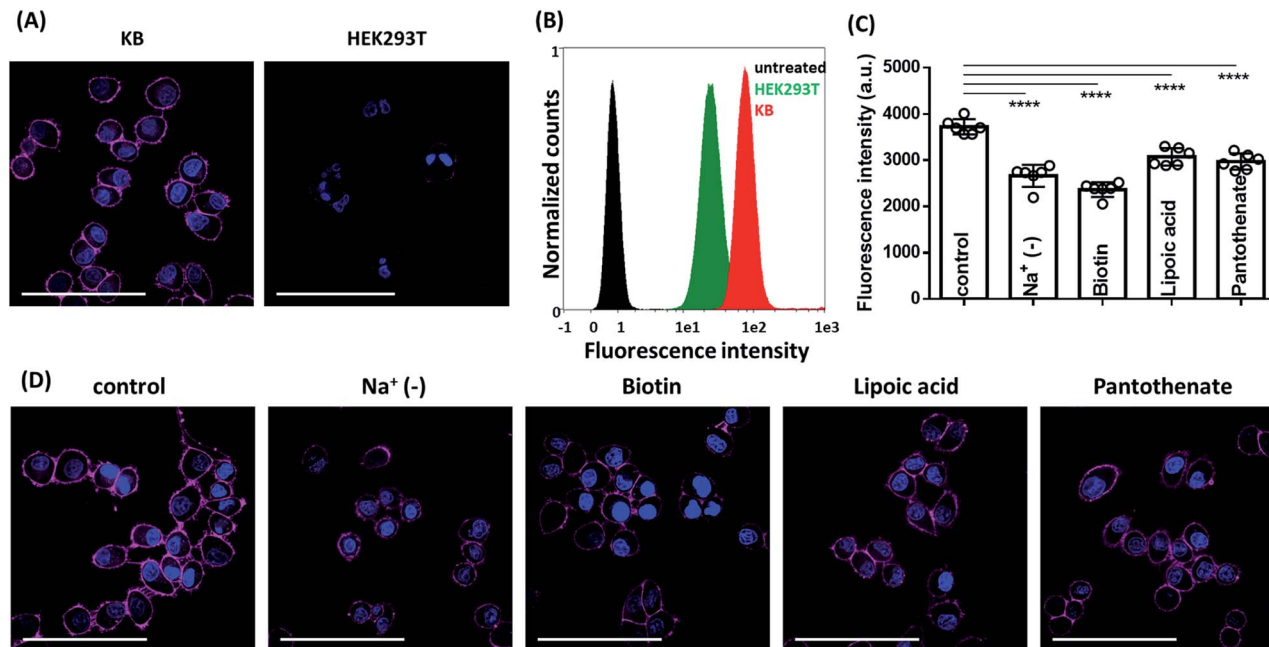 (A)
KB
HEK293T
(B)
1
Normalized counts
0
untreated
HEK293T
KB
-1 0 1 1e1 1e2 1e3
Fluorescence intensity
(C)
Fluorescence intensity (a.u.)
5000
4000
3000
2000
1000
0
****
****
****
****
control
Na⁺ (-)
Biotin
Lipoic acid
Pantothenate
(D)
control
Na⁺ (-)
Biotin
Lipoic acid
Pantothenate